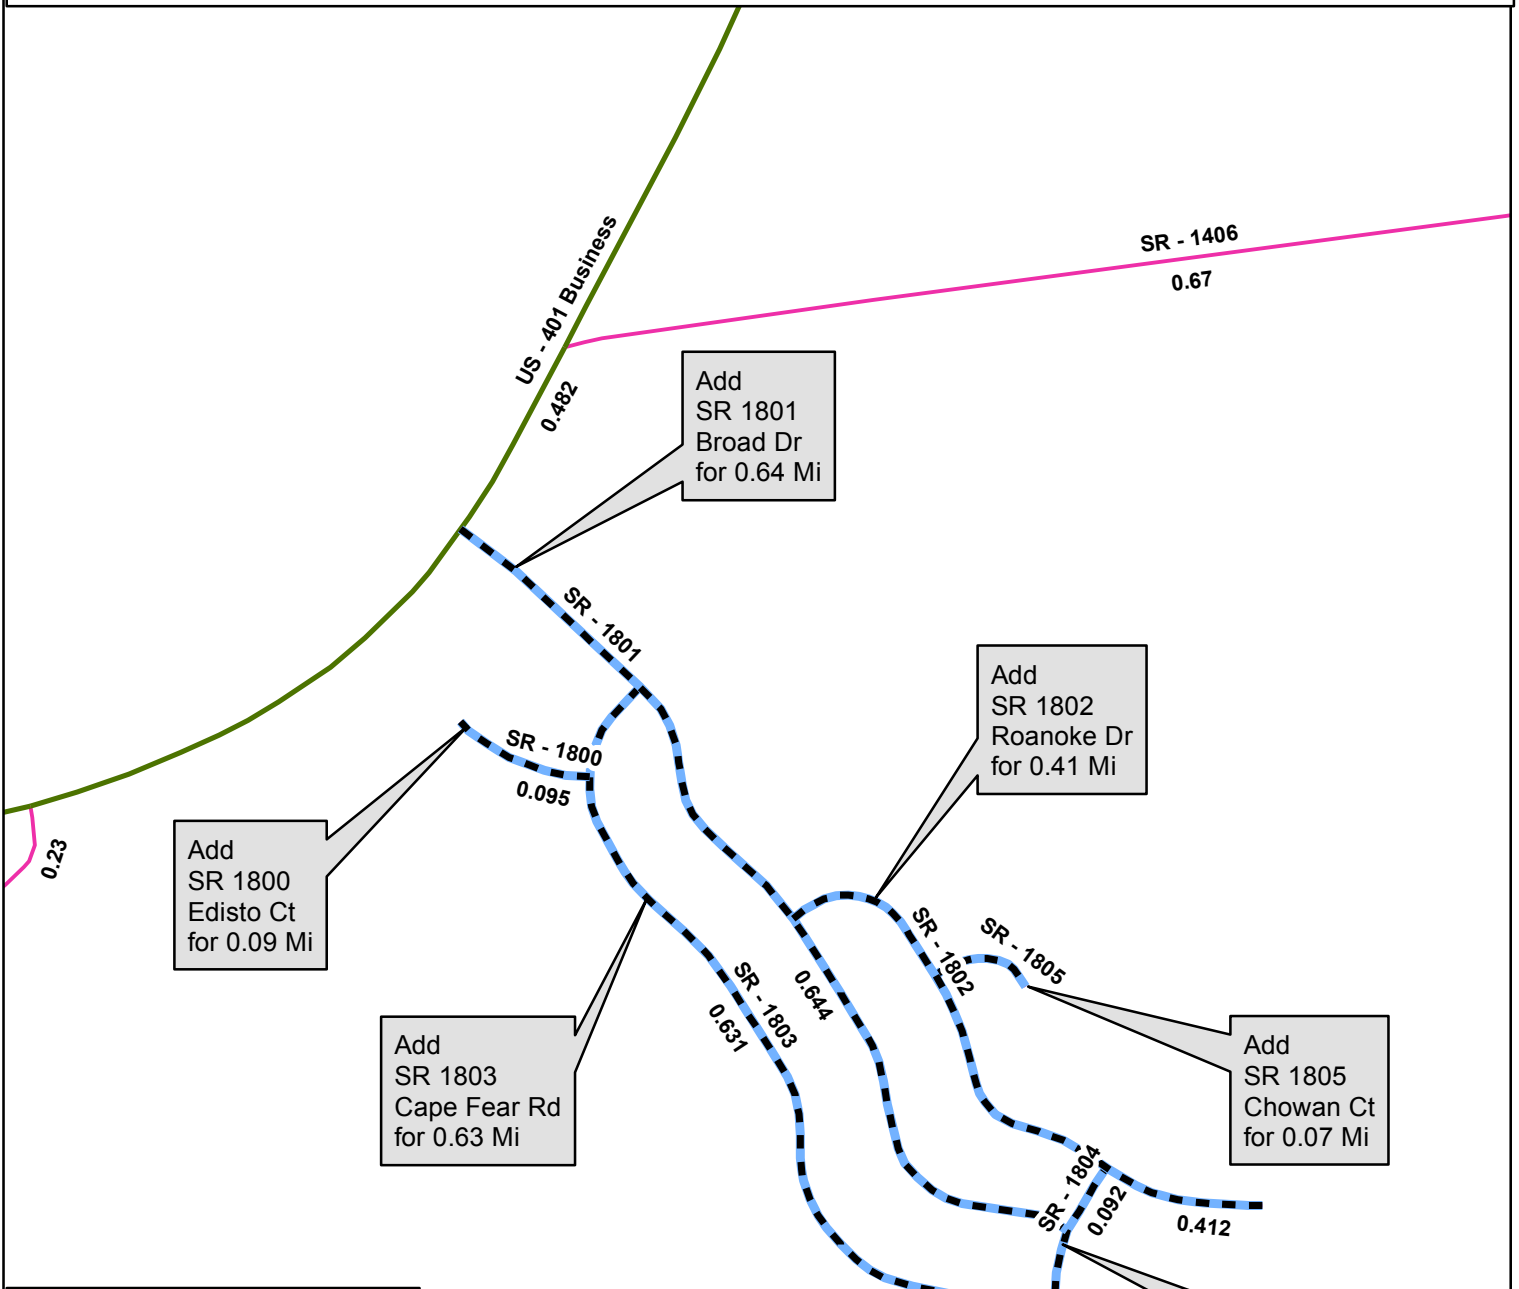 US - 401 Business
0.482
SR - 1406
0.67
Add
SR 1801
Broad Dr
for 0.64 Mi
SR - 1801
Add
SR 1802
Roanoke Dr
for 0.41 Mi
SR - 1800
0.095
0.23
Add
SR 1800
Edisto Ct
for 0.09 Mi
SR - 1802
SR - 1805
SR - 1803
0.631
0.644
Add
SR 1803
Cape Fear Rd
for 0.63 Mi
Add
SR 1805
Chowan Ct
for 0.07 Mi
SR - 1804
0.092
0.412